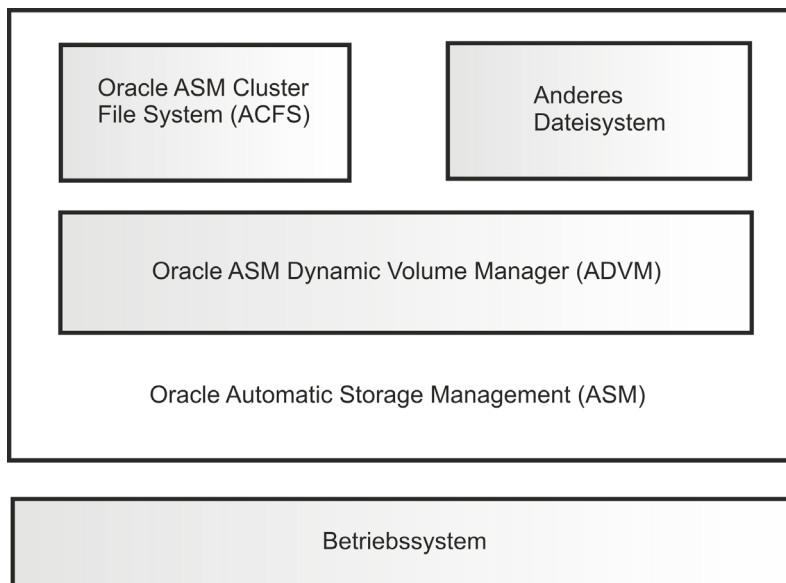 Oracle ASM Cluster
File System (ACFS)
Anderes
Dateisystem
Oracle ASM Dynamic Volume Manager (ADVM)
Oracle Automatic Storage Management (ASM)
Betriebssystem